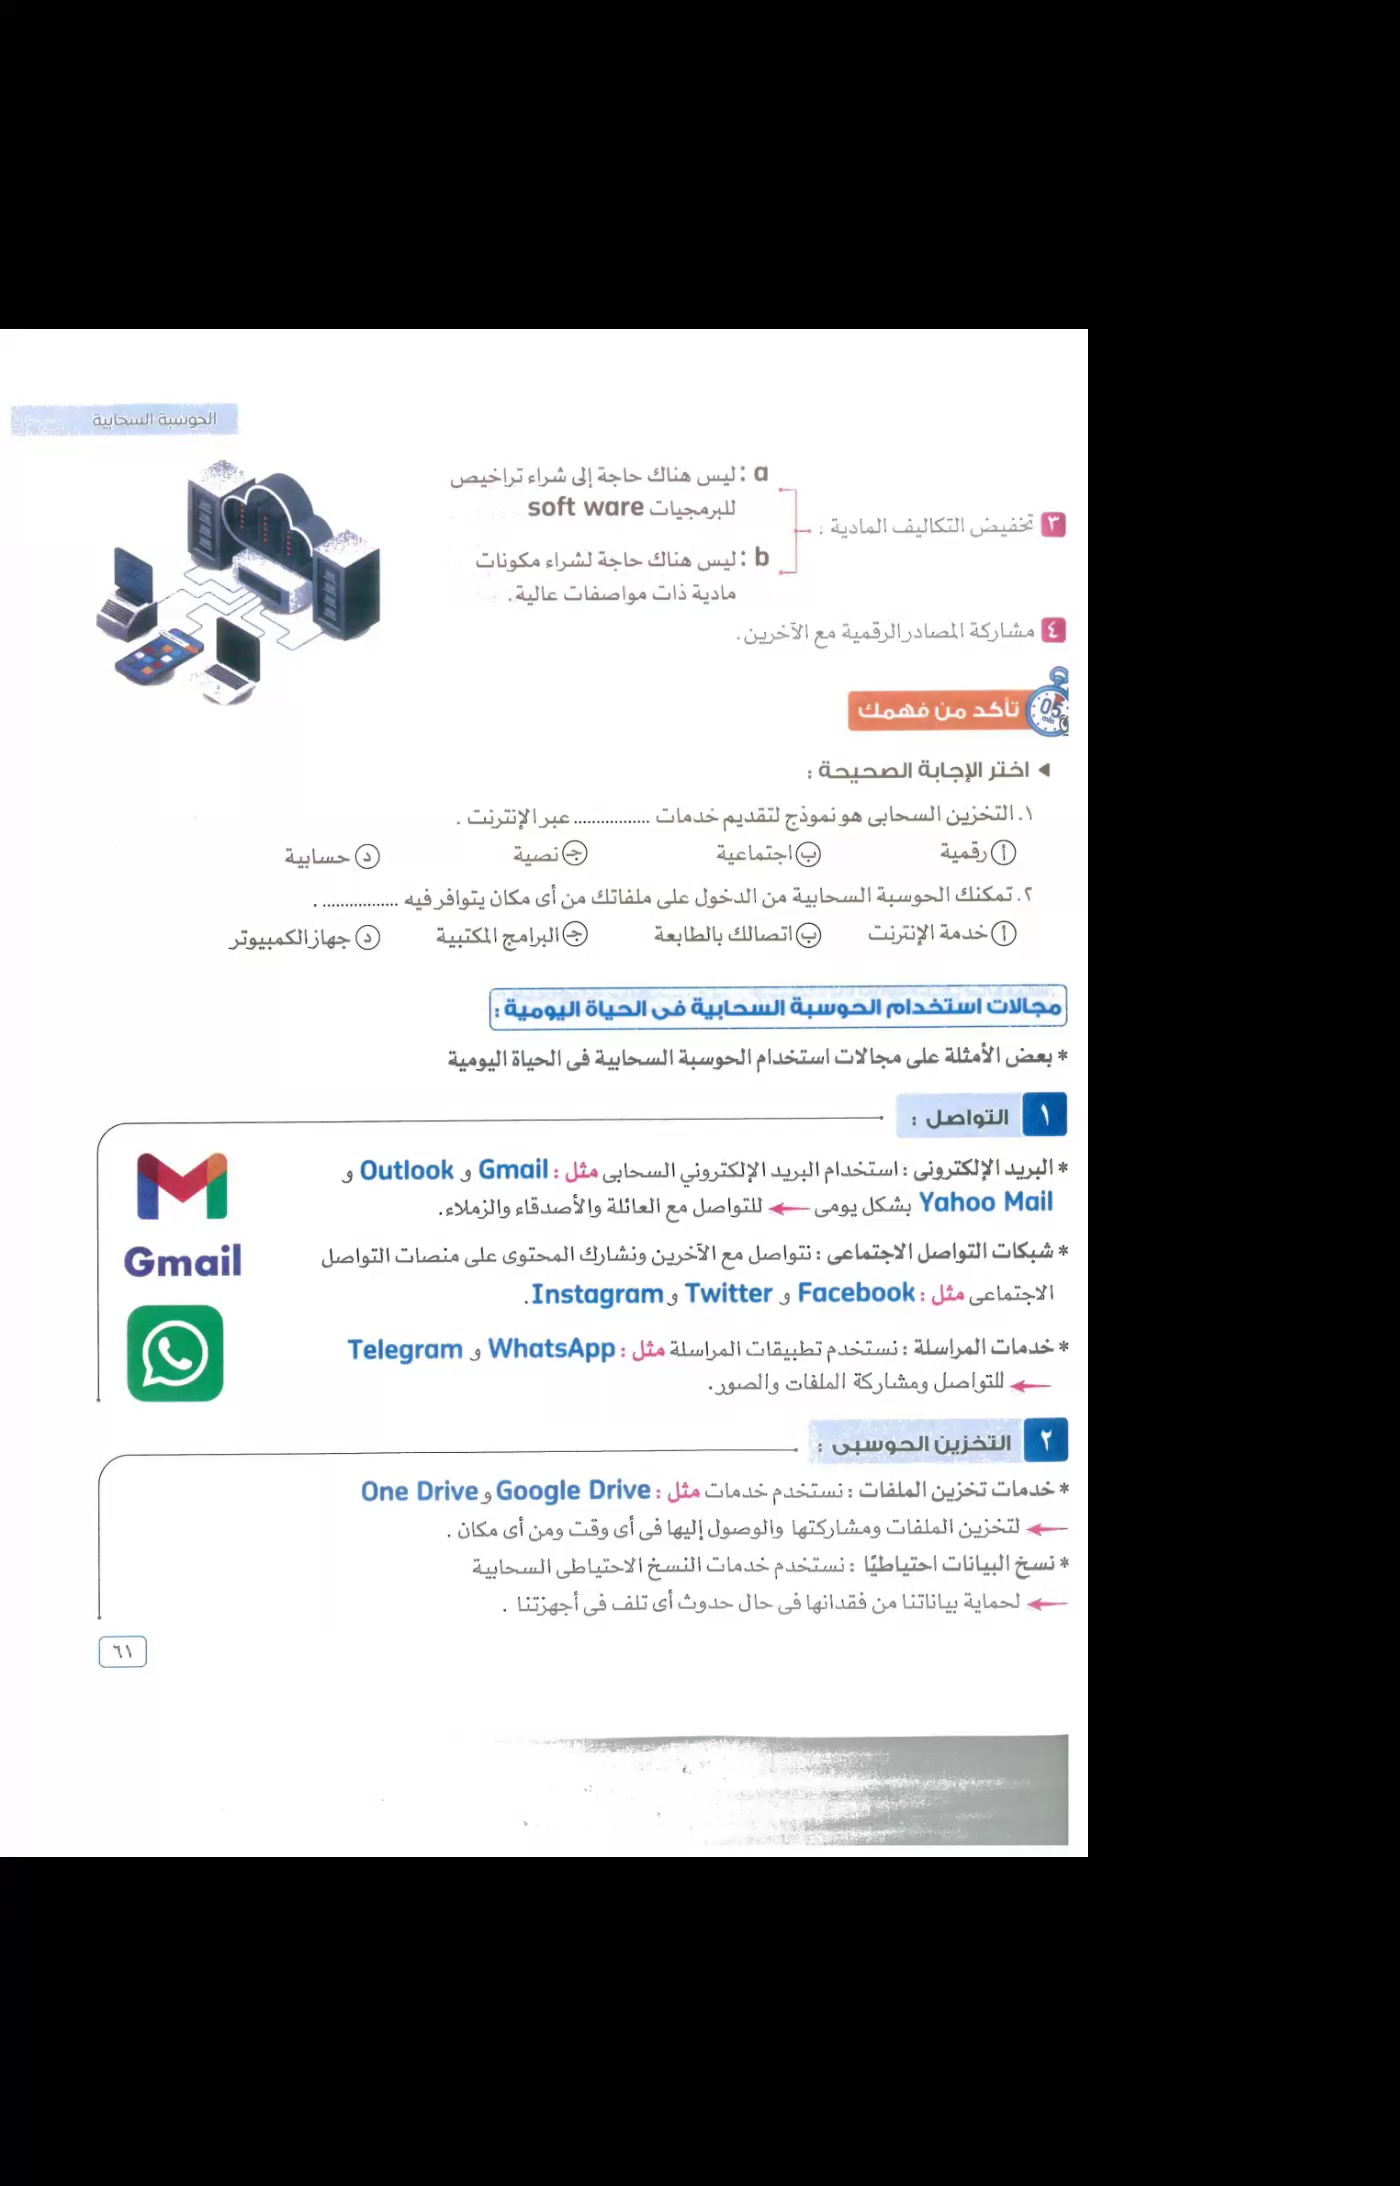 الحوسبة السحابية
٣ تخفيض التكاليف المادية :
a : ليس هناك حاجة إلى شراء تراخيص
للبرمجيات soft ware
b : ليس هناك حاجة لشراء مكونات
مادية ذات مواصفات عالية .
٤ مشاركة المصادر الرقمية مع الآخرين .
05 min تأكد من فهمك
◄ اختر الإجابة الصحيحة :
١. التخزين السحابى هو نموذج لتقديم خدمات ................ عبر الإنترنت .
أ رقمية ب اجتماعية جـ نصية د حسابية
٢. تمكنك الحوسبة السحابية من الدخول على ملفاتك من أى مكان يتوافر فيه ................ .
أ خدمة الإنترنت ب اتصالك بالطابعة جـ البرامج المكتبية د جهاز الكمبيوتر
مجالات استخدام الحوسبة السحابية فى الحياة اليومية :
* بعض الأمثلة على مجالات استخدام الحوسبة السحابية فى الحياة اليومية
١ التواصل :
* البريد الإلكترونى : استخدام البريد الإلكتروني السحابى مثل : Gmail و Outlook و
Yahoo Mail بشكل يومى ← للتواصل مع العائلة والأصدقاء والزملاء.
Gmail
* شبكات التواصل الاجتماعى : نتواصل مع الآخرين ونشارك المحتوى على منصات التواصل
الاجتماعى مثل : Facebook و Twitter و Instagram .
* خدمات المراسلة : نستخدم تطبيقات المراسلة مثل : WhatsApp و Telegram
← للتواصل ومشاركة الملفات والصور.
٢ التخزين الحوسبى :
* خدمات تخزين الملفات : نستخدم خدمات مثل : Google Drive و One Drive
← لتخزين الملفات ومشاركتها والوصول إليها فى أى وقت ومن أى مكان .
* نسخ البيانات احتياطيًا : نستخدم خدمات النسخ الاحتياطى السحابية
← لحماية بياناتنا من فقدانها فى حال حدوث أى تلف فى أجهزتنا .
٦١